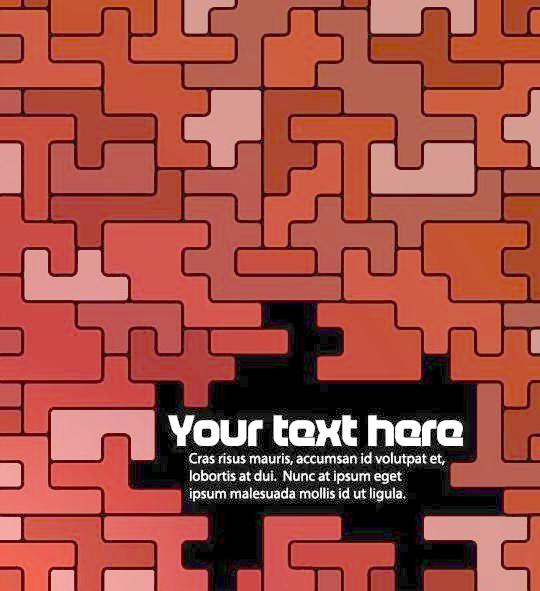 Your text here
Cras risus mauris, accumsan id volutpat et,
lobortis at dui.  Nunc at ipsum eget
ipsum malesuada mollis id ut ligula.